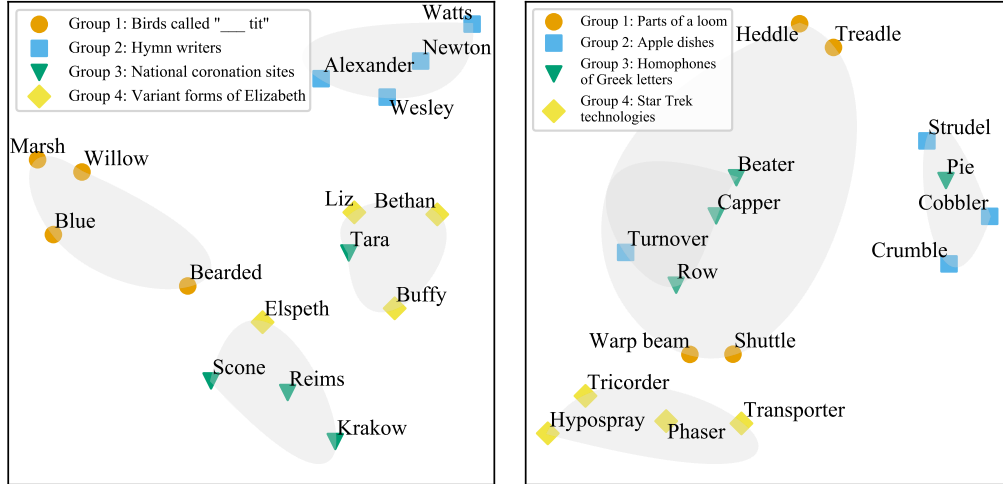 Group 1: Birds called "___ tit"
Group 2: Hymn writers
Group 3: National coronation sites
Group 4: Variant forms of Elizabeth
Watts
Newton
Alexander
Wesley
Marsh
Willow
Blue
Bearded
Liz
Bethan
Tara
Buffy
Elspeth
Scone
Reims
Krakow
Group 1: Parts of a loom
Group 2: Apple dishes
Group 3: Homophones
of Greek letters
Group 4: Star Trek
technologies
Heddle
Treadle
Strudel
Beater
Pie
Capper
Cobbler
Turnover
Crumble
Row
Warp beam
Shuttle
Tricorder
Hypospray
Phaser
Transporter